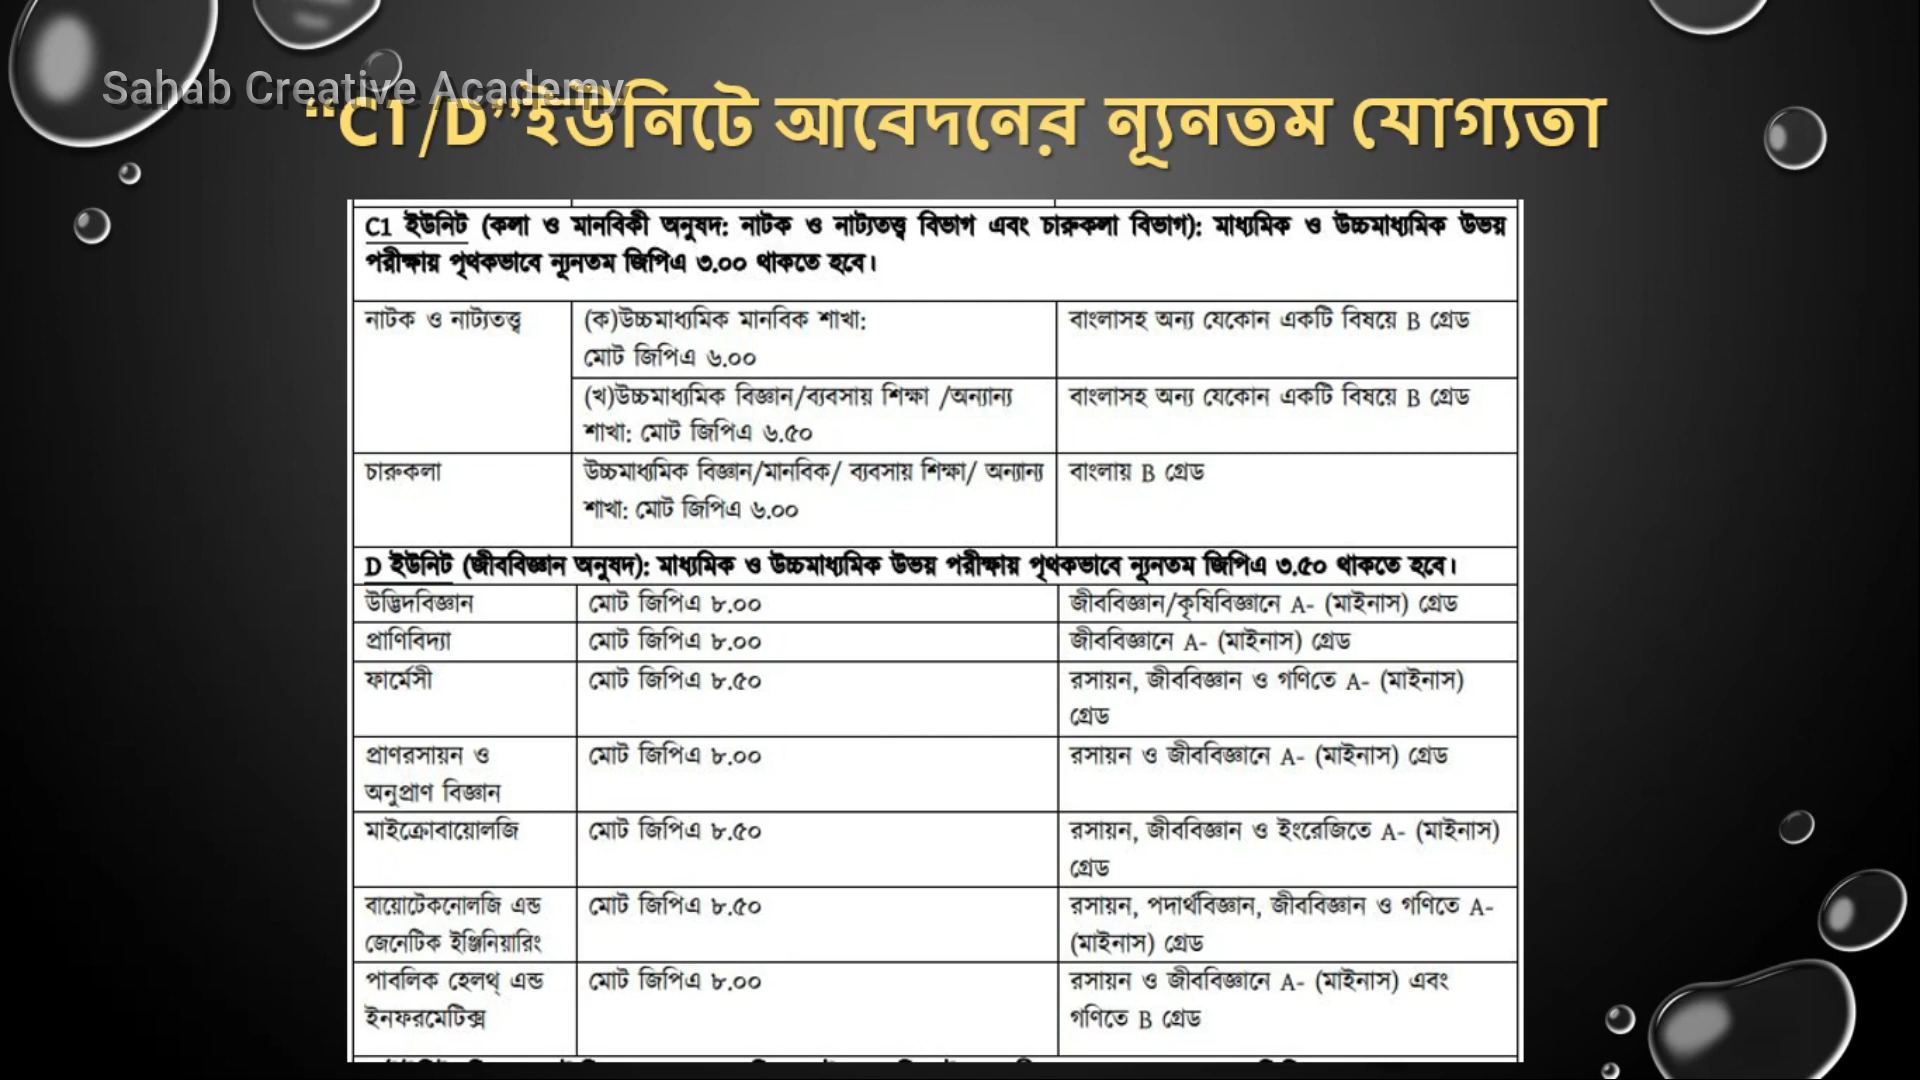 Sahab Creative Academy
“C1/D”ইউনিটে আবেদনের ন্যূনতম যোগ্যতা
C1 ইউনিট (কলা ও মানবিকী অনুষদ: নাটক ও নাট্যতত্ত্ব বিভাগ এবং চারুকলা বিভাগ): মাধ্যমিক ও উচ্চমাধ্যমিক উভয়
পরীক্ষায় পৃথকভাবে ন্যূনতম জিপিএ ৩.০০ থাকতে হবে।
নাটক ও নাট্যতত্ত্ব
(ক)উচ্চমাধ্যমিক মানবিক শাখা:
মোট জিপিএ ৬.০০
বাংলাসহ অন্য যেকোন একটি বিষয়ে B গ্রেড
(খ)উচ্চমাধ্যমিক বিজ্ঞান/ব্যবসায় শিক্ষা /অন্যান্য
শাখা: মোট জিপিএ ৬.৫০
বাংলাসহ অন্য যেকোন একটি বিষয়ে B গ্রেড
চারুকলা
উচ্চমাধ্যমিক বিজ্ঞান/মানবিক/ ব্যবসায় শিক্ষা/ অন্যান্য
শাখা: মোট জিপিএ ৬.০০
বাংলায় B গ্রেড
D ইউনিট (জীববিজ্ঞান অনুষদ): মাধ্যমিক ও উচ্চমাধ্যমিক উভয় পরীক্ষায় পৃথকভাবে ন্যূনতম জিপিএ ৩.৫০ থাকতে হবে।
উদ্ভিদবিজ্ঞান
মোট জিপিএ ৮.০০
জীববিজ্ঞান/কৃষিবিজ্ঞানে A- (মাইনাস) গ্রেড
প্রাণিবিদ্যা
মোট জিপিএ ৮.০০
জীববিজ্ঞানে A- (মাইনাস) গ্রেড
ফার্মেসী
মোট জিপিএ ৮.৫০
রসায়ন, জীববিজ্ঞান ও গণিতে A- (মাইনাস)
গ্রেড
প্রাণরসায়ন ও
অনুপ্রাণ বিজ্ঞান
মোট জিপিএ ৮.০০
রসায়ন ও জীববিজ্ঞানে A- (মাইনাস) গ্রেড
মাইক্রোবায়োলজি
মোট জিপিএ ৮.৫০
রসায়ন, জীববিজ্ঞান ও ইংরেজিতে A- (মাইনাস)
গ্রেড
বায়োটেকনোলজি এন্ড
জেনেটিক ইঞ্জিনিয়ারিং
মোট জিপিএ ৮.৫০
রসায়ন, পদার্থবিজ্ঞান, জীববিজ্ঞান ও গণিতে A-
(মাইনাস) গ্রেড
পাবলিক হেলথ্ এন্ড
ইনফরমেটিক্স
মোট জিপিএ ৮.০০
রসায়ন ও জীববিজ্ঞানে A- (মাইনাস) এবং
গণিতে B গ্রেড